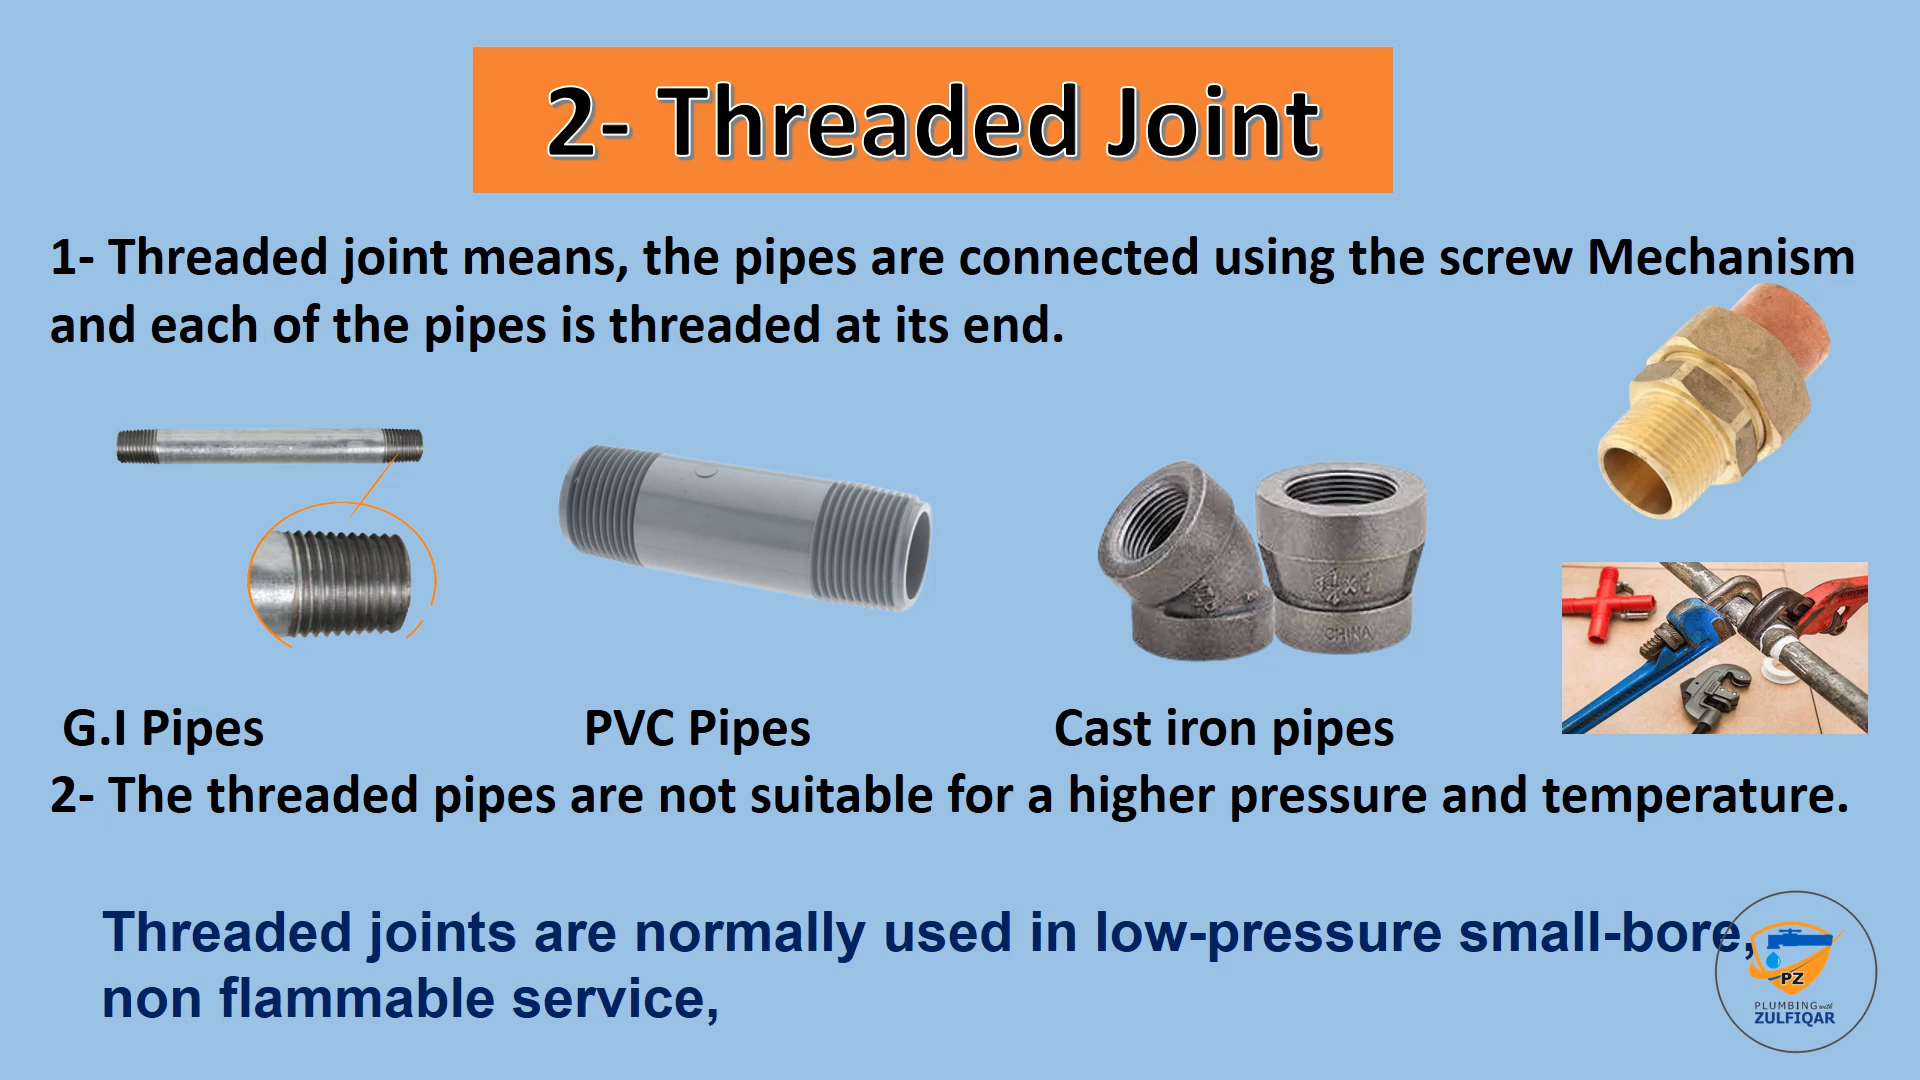 2- Threaded Joint
1- Threaded joint means, the pipes are connected using the screw Mechanism
and each of the pipes is threaded at its end.
CHINA
G.I Pipes PVC Pipes Cast iron pipes
2- The threaded pipes are not suitable for a higher pressure and temperature.
Threaded joints are normally used in low-pressure small-bore,
non flammable service,
PZ
PLUMBING with
ZULFIQAR